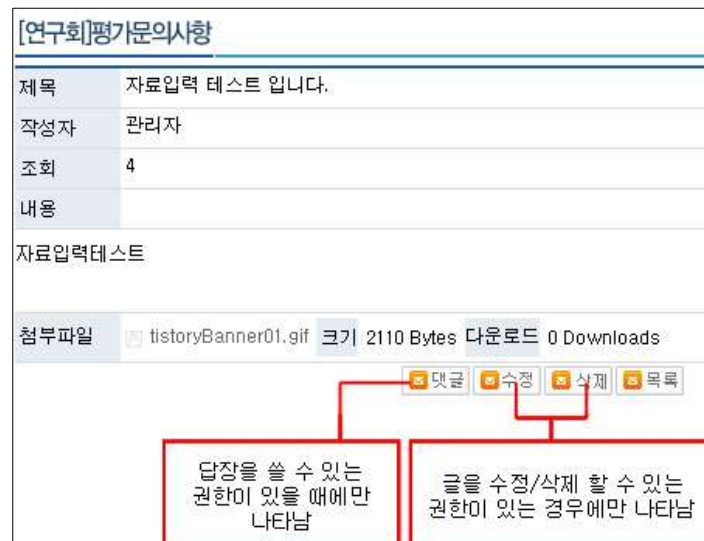 [연구회]평가문의사항
제목 자료입력 테스트 입니다.
작성자 관리자
조회 4
내용
자료입력테스트
첨부파일 tistoryBanner01.gif 크기 2110 Bytes 다운로드 0 Downloads
댓글 수정 삭제 목록
답장을 쓸 수 있는
권한이 있을 때에만
나타남
글을 수정/삭제 할 수 있는
권한이 있는 경우에만 나타남